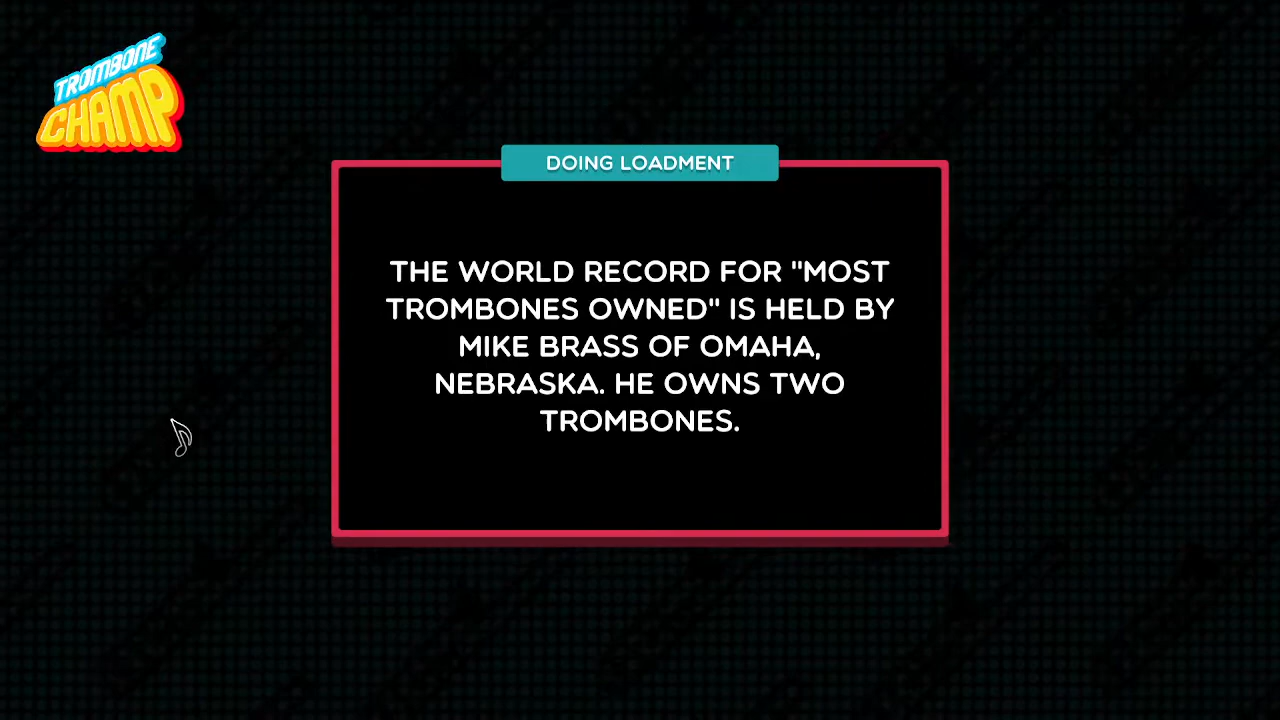 TROMBONE
CHAMP
DOING LOADMENT
THE WORLD RECORD FOR "MOST
TROMBONES OWNED" IS HELD BY
MIKE BRASS OF OMAHA,
NEBRASKA. HE OWNS TWO
TROMBONES.